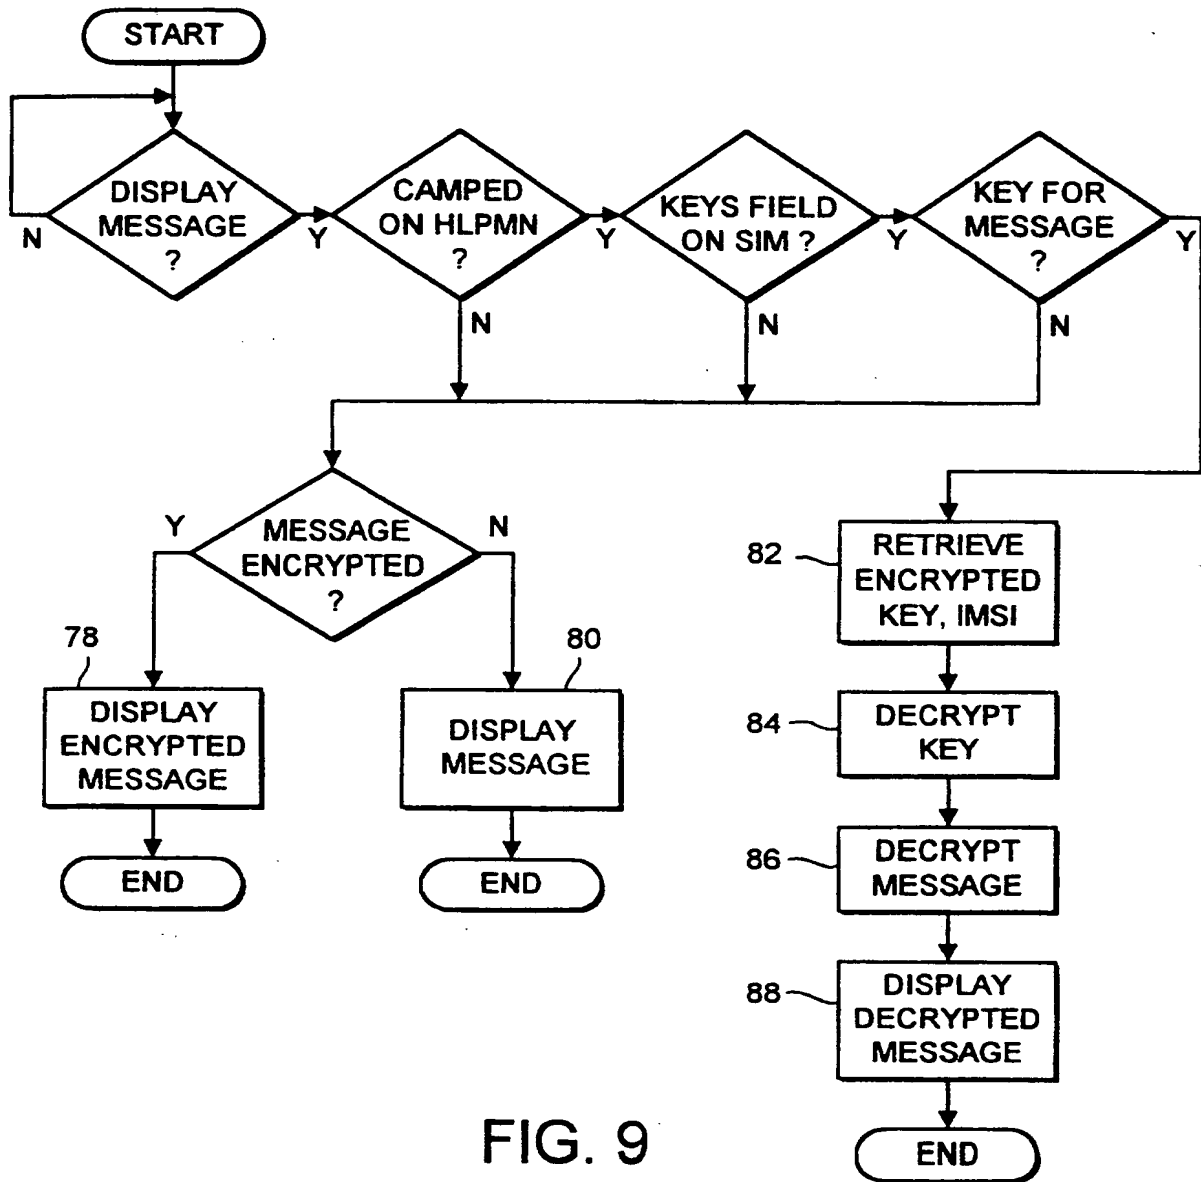 START
DISPLAY
MESSAGE
?
N
Y
CAMPED
ON HLPMN
?
Y
N
KEYS FIELD
ON SIM ?
Y
N
KEY FOR
MESSAGE
?
Y
N
MESSAGE
ENCRYPTED
?
Y
N
78
DISPLAY
ENCRYPTED
MESSAGE
END
80
DISPLAY
MESSAGE
END
82
RETRIEVE
ENCRYPTED
KEY, IMSI
84
DECRYPT
KEY
86
DECRYPT
MESSAGE
88
DISPLAY
DECRYPTED
MESSAGE
END
FIG. 9